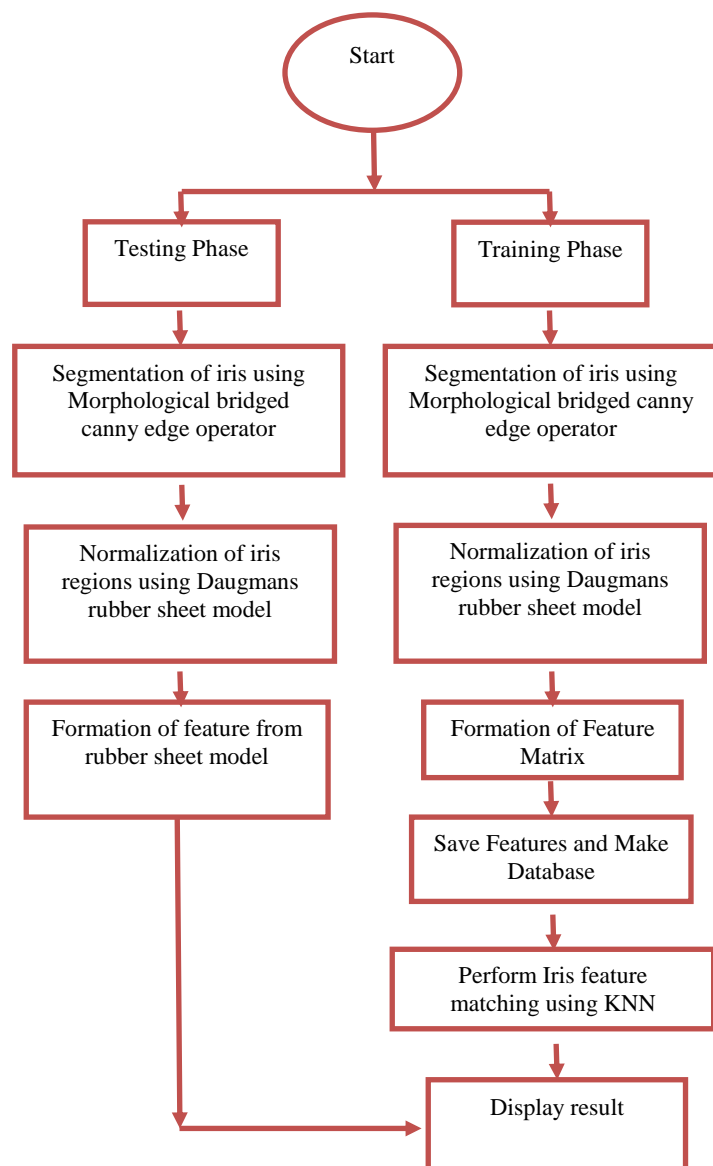 Start
Testing Phase
Training Phase
Segmentation of iris using
Morphological bridged
canny edge operator
Segmentation of iris using
Morphological bridged canny
edge operator
Normalization of iris
regions using Daugmans
rubber sheet model
Normalization of iris
regions using Daugmans
rubber sheet model
Formation of feature from
rubber sheet model
Formation of Feature
Matrix
Save Features and Make
Database
Perform Iris feature
matching using KNN
Display result